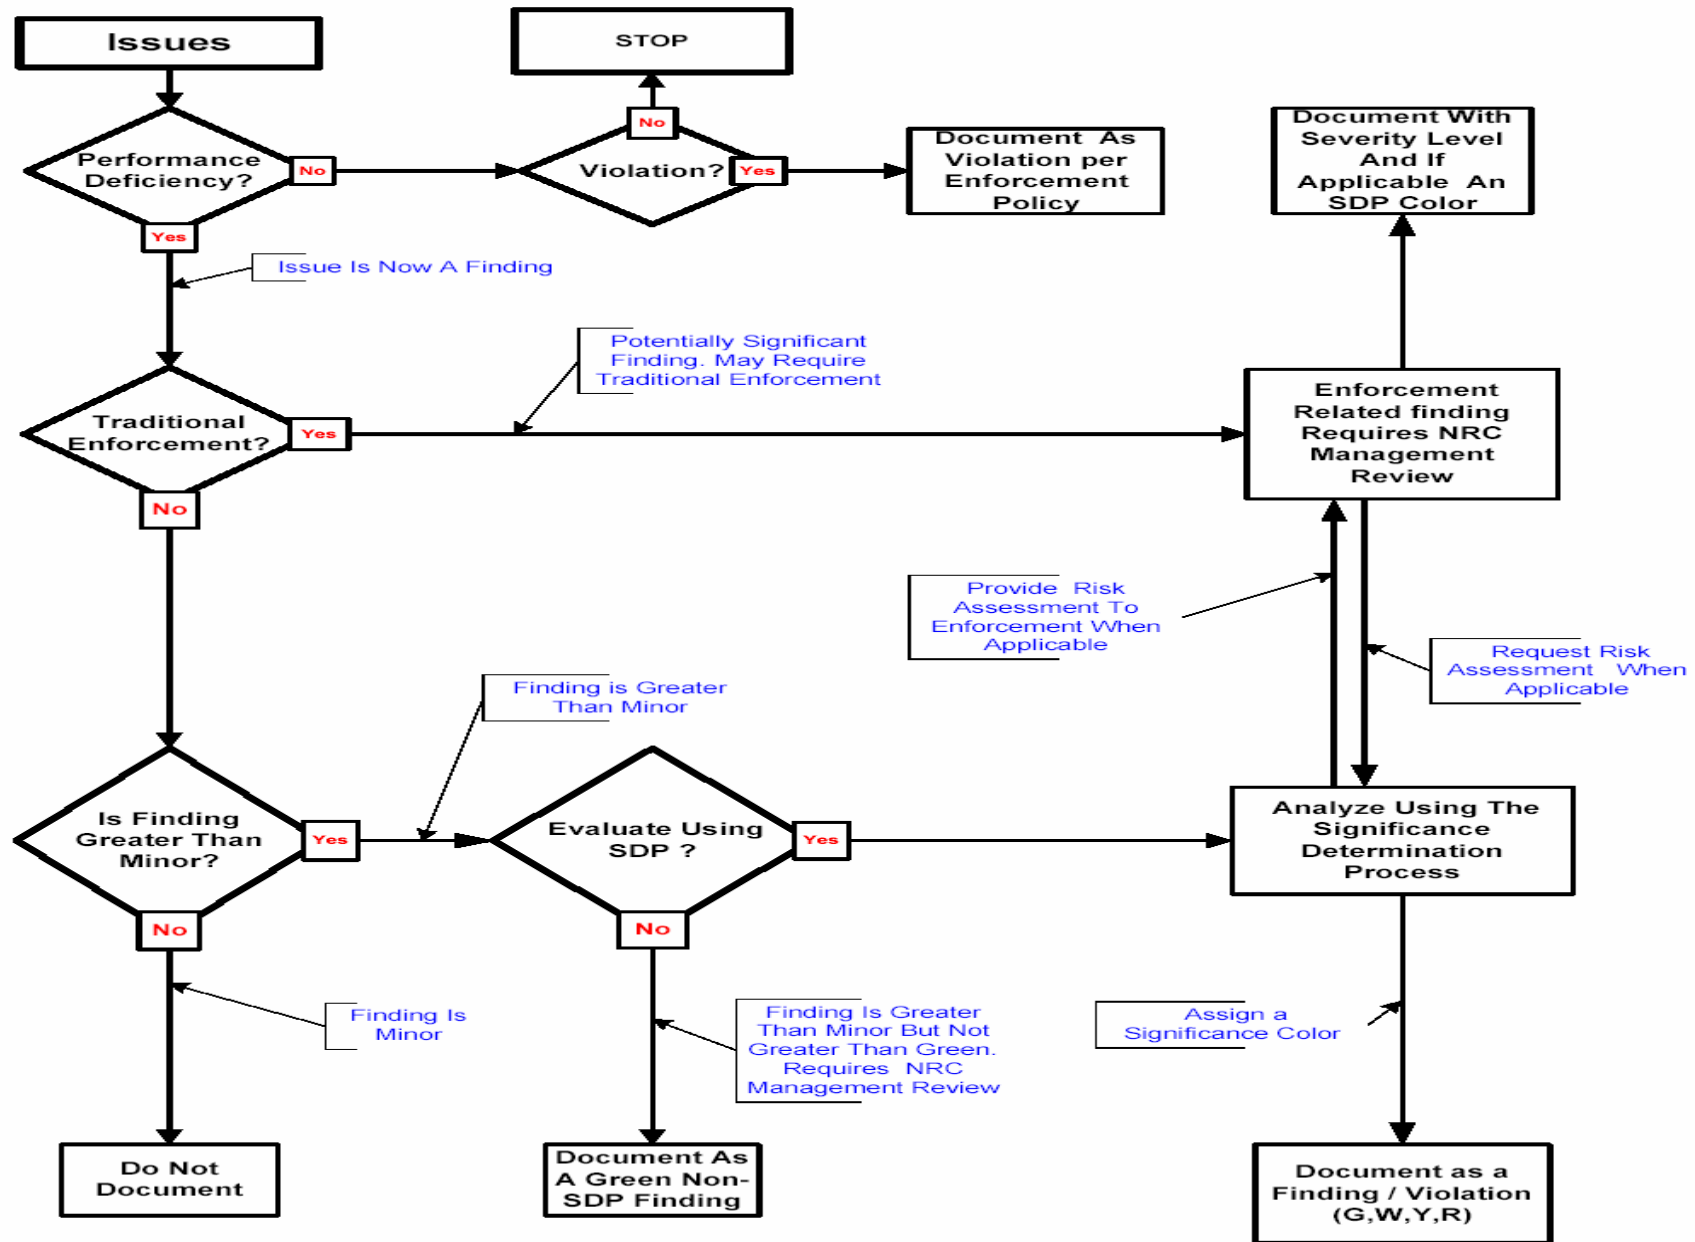 Issues
STOP
Performance
Deficiency?
No
Yes
Violation?
No
Yes
Document As
Violation per
Enforcement
Policy
Document With
Severity Level
And If
Applicable An
SDP Color
Issue Is Now A Finding
Potentially Significant
Finding. May Require
Traditional Enforcement
Traditional
Enforcement?
Yes
No
Enforcement
Related finding
Requires NRC
Management
Review
Provide Risk
Assessment To
Enforcement When
Applicable
Request Risk
Assessment When
Applicable
Finding is Greater
Than Minor
Is Finding
Greater Than
Minor?
Yes
No
Evaluate Using
SDP ?
Yes
No
Analyze Using The
Significance
Determination
Process
Finding Is
Minor
Finding Is Greater
Than Minor But Not
Greater Than Green.
Requires NRC
Management Review
Assign a
Significance Color
Do Not
Document
Document As
A Green Non-
SDP Finding
Document as a
Finding / Violation
(G,W,Y,R)